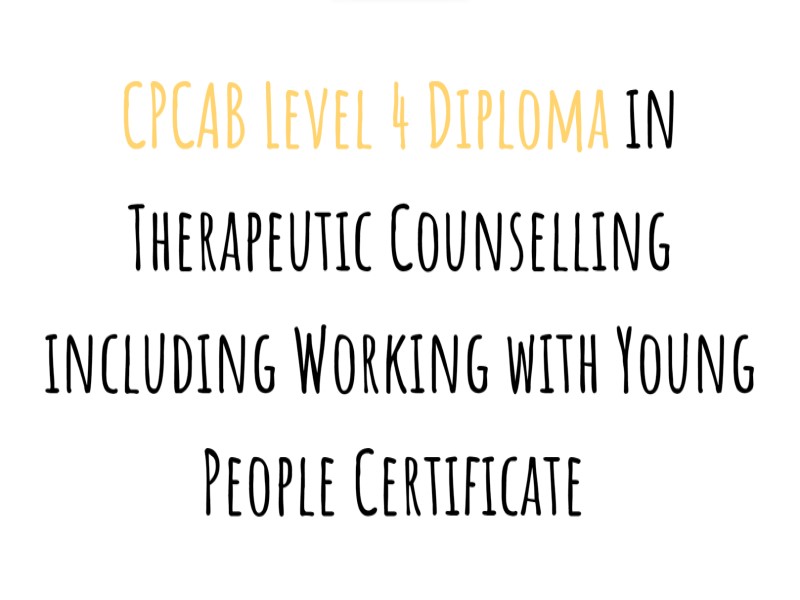 CPCAB Level 4 Diploma in
Therapeutic Counselling
including Working with Young
People Certificate